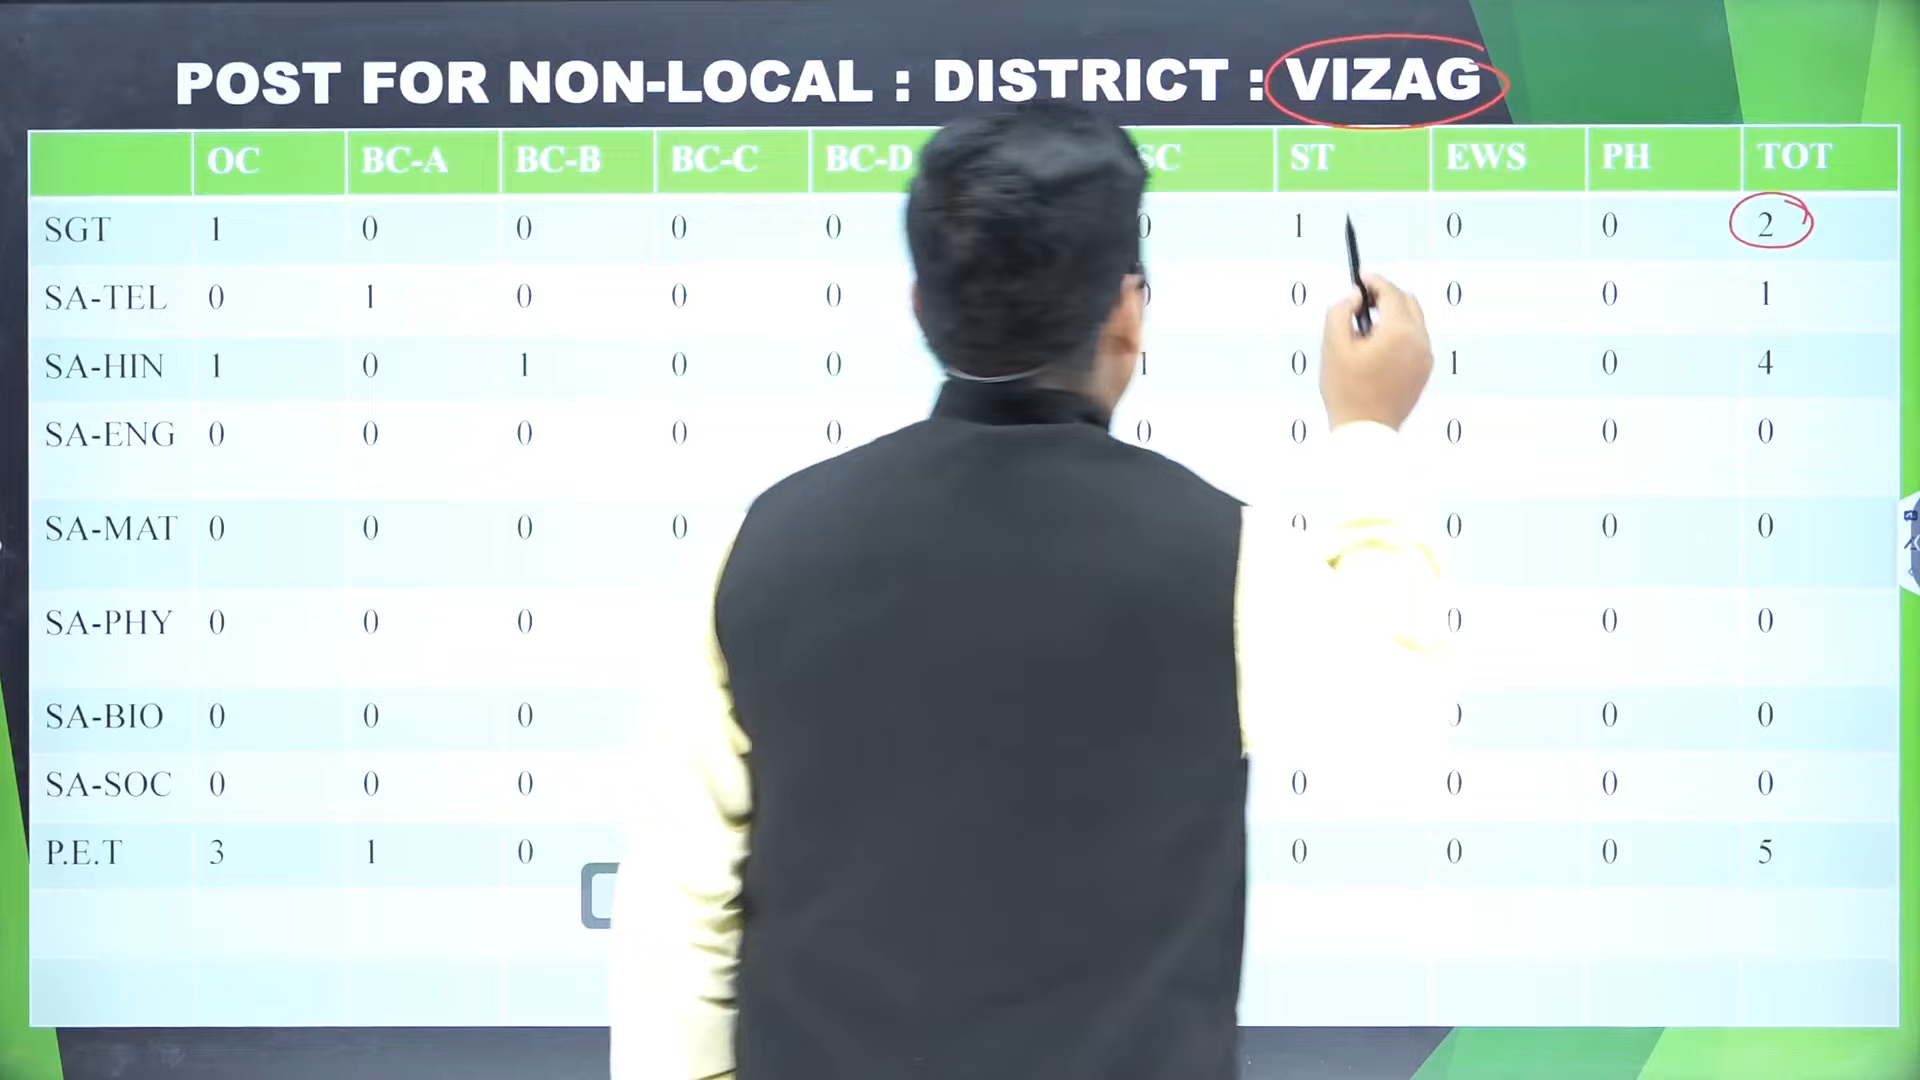 POST FOR NON-LOCAL : DISTRICT : VIZAG
OC BC-A BC-B BC-C BC-D SC ST EWS PH TOT
SGT 1 0 0 0 0 0 1 0 0 2
SA-TEL 0 1 0 0 0 0 0 0 1
SA-HIN 1 0 1 0 0 1 0 1 0 4
SA-ENG 0 0 0 0 0 0 0 0 0 0
SA-MAT 0 0 0 0 0 0 0 0
SA-PHY 0 0 0 0 0 0
SA-BIO 0 0 0 0 0
SA-SOC 0 0 0 0 0 0 0
P.E.T 3 1 0 0 0 0 5